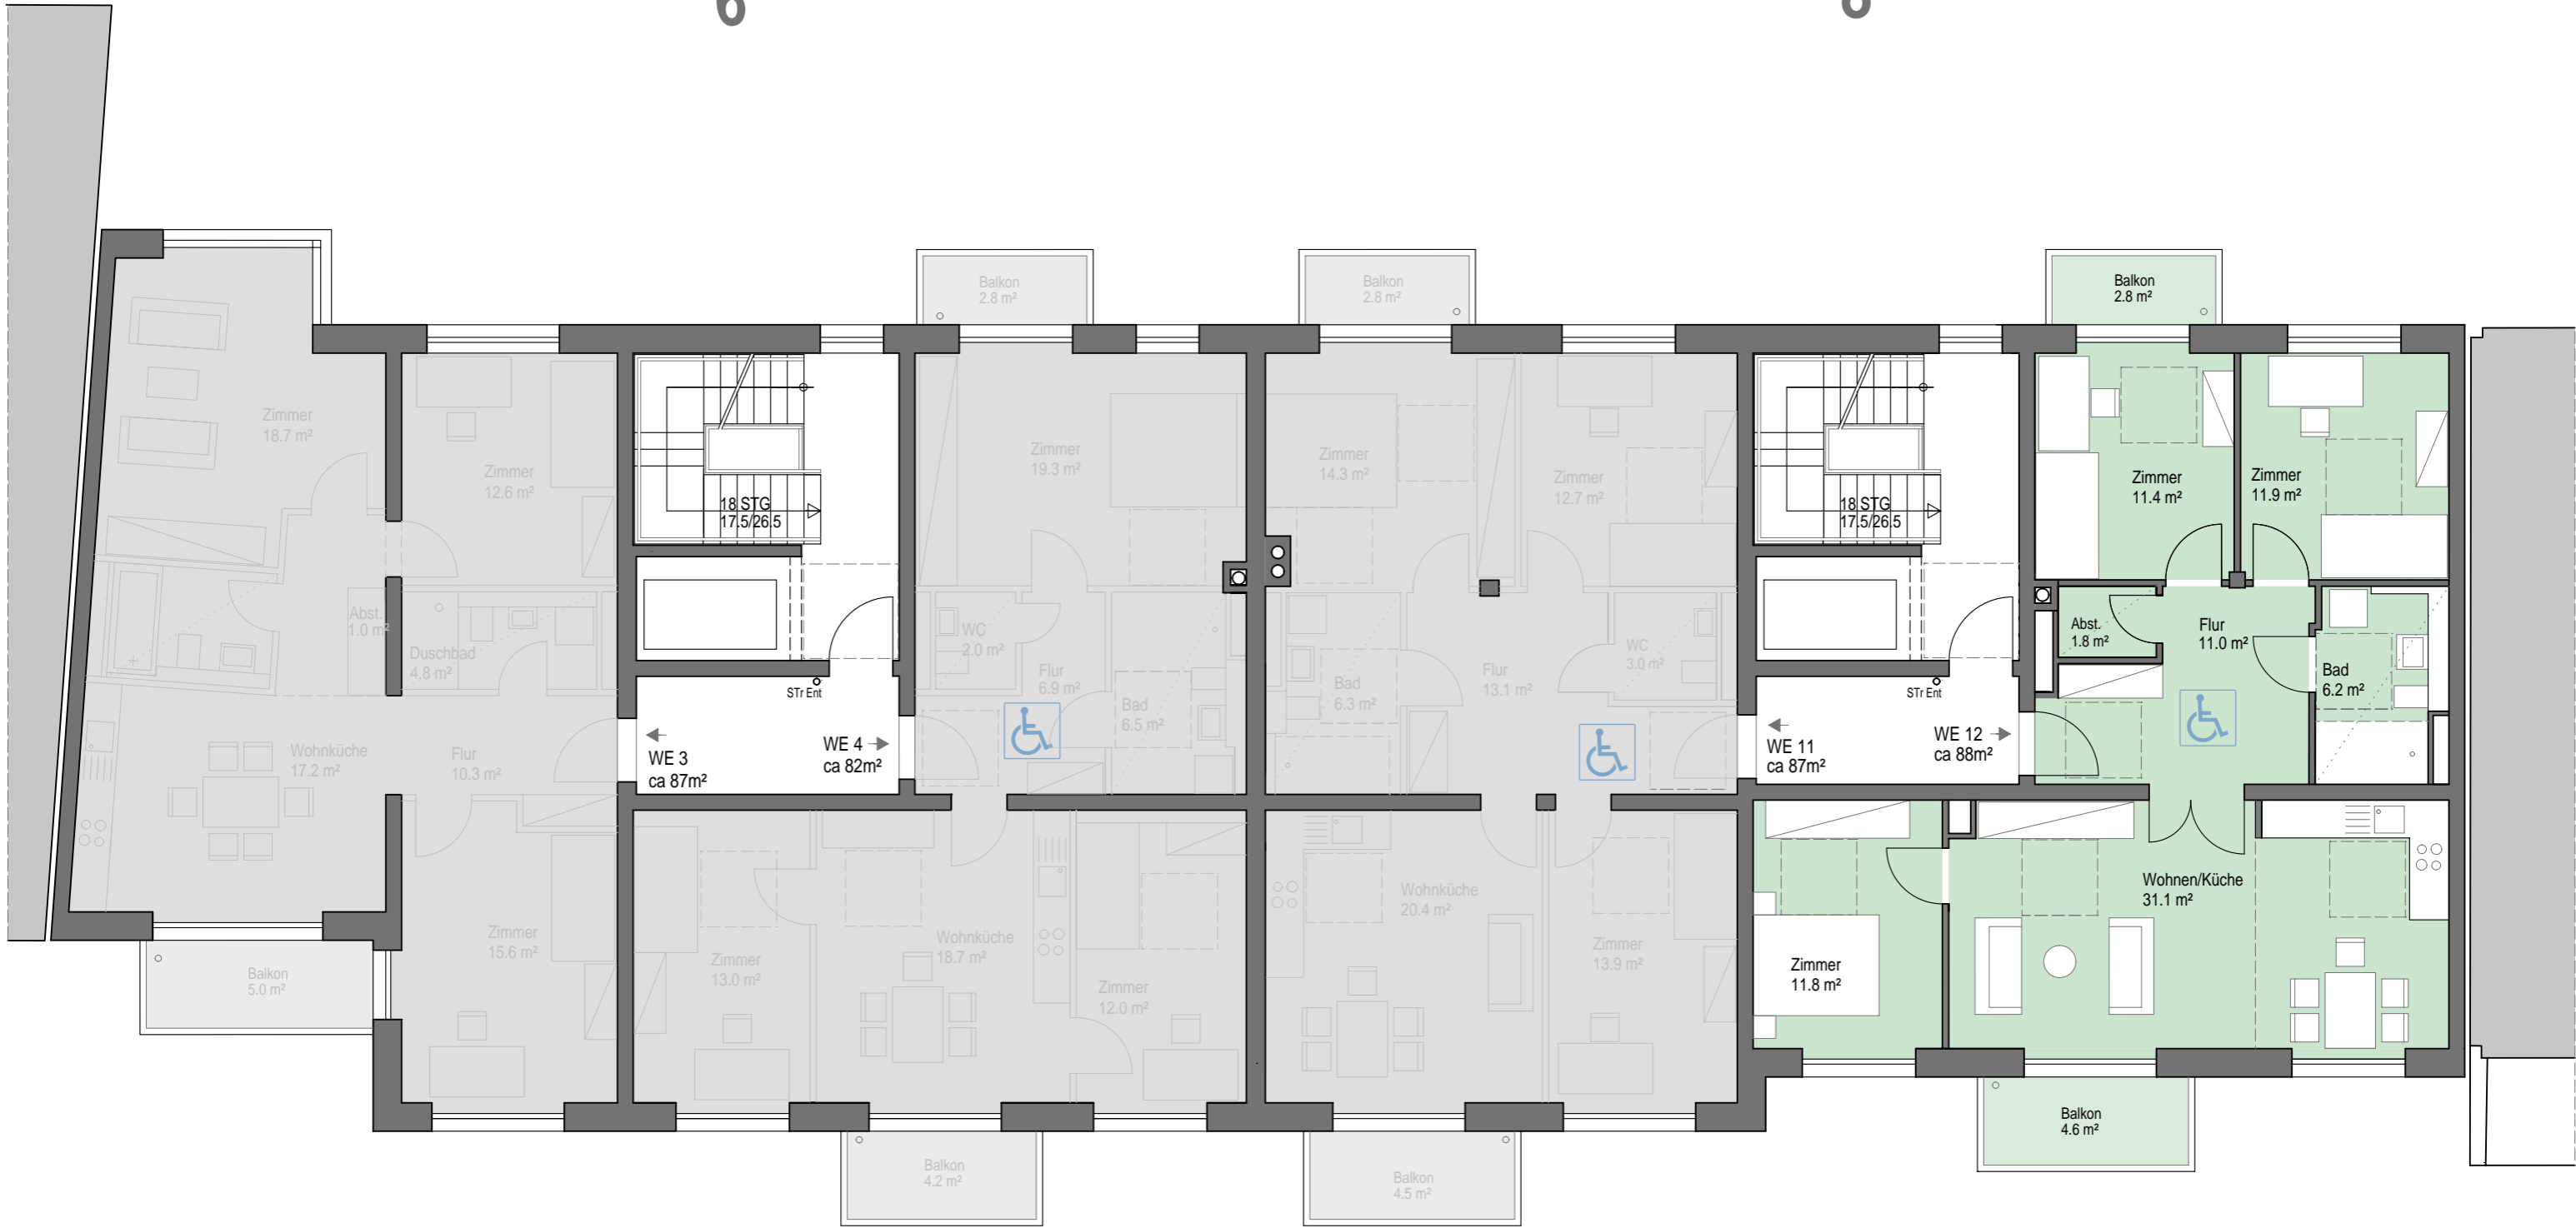 6
6
Balkon
2.8 m²
Balkon
2.8 m²
Balkon
2.8 m²
Zimmer
18.7 m²
Zimmer
12.6 m²
18 STG
17.5/26.5
Zimmer
19.3 m²
Zimmer
14.3 m²
Zimmer
12.7 m²
18 STG
17.5/26.5
Zimmer
11.4 m²
Zimmer
11.9 m²
Abst.
1.0 m²
Duschbad
4,8 m²
WC
2.0 m²
Flur
6.9 m²
Bad
6.5 m²
Bad
6.3 m²
Flur
13.1 m²
WC
3.0 m²
Abst.
1.8 m²
Flur
11.0 m²
Bad
6.2 m²
STr Ent
STr Ent
Wohnküche
17.2 m²
Flur
10.3 m²
WE 3
ca 87m²
WE 4
ca 82m²
WE 11
ca 87m²
WE 12
ca 88m²
Zimmer
15.6 m²
Zimmer
13.0 m²
Wohnküche
18.7 m²
Zimmer
12.0 m²
Wohnküche
20.4 m²
Zimmer
13.9 m²
Zimmer
11.8 m²
Wohnen/Küche
31.1 m²
Balkon
5.0 m²
Balkon
4.2 m²
Balkon
4.5 m²
Balkon
4.6 m²